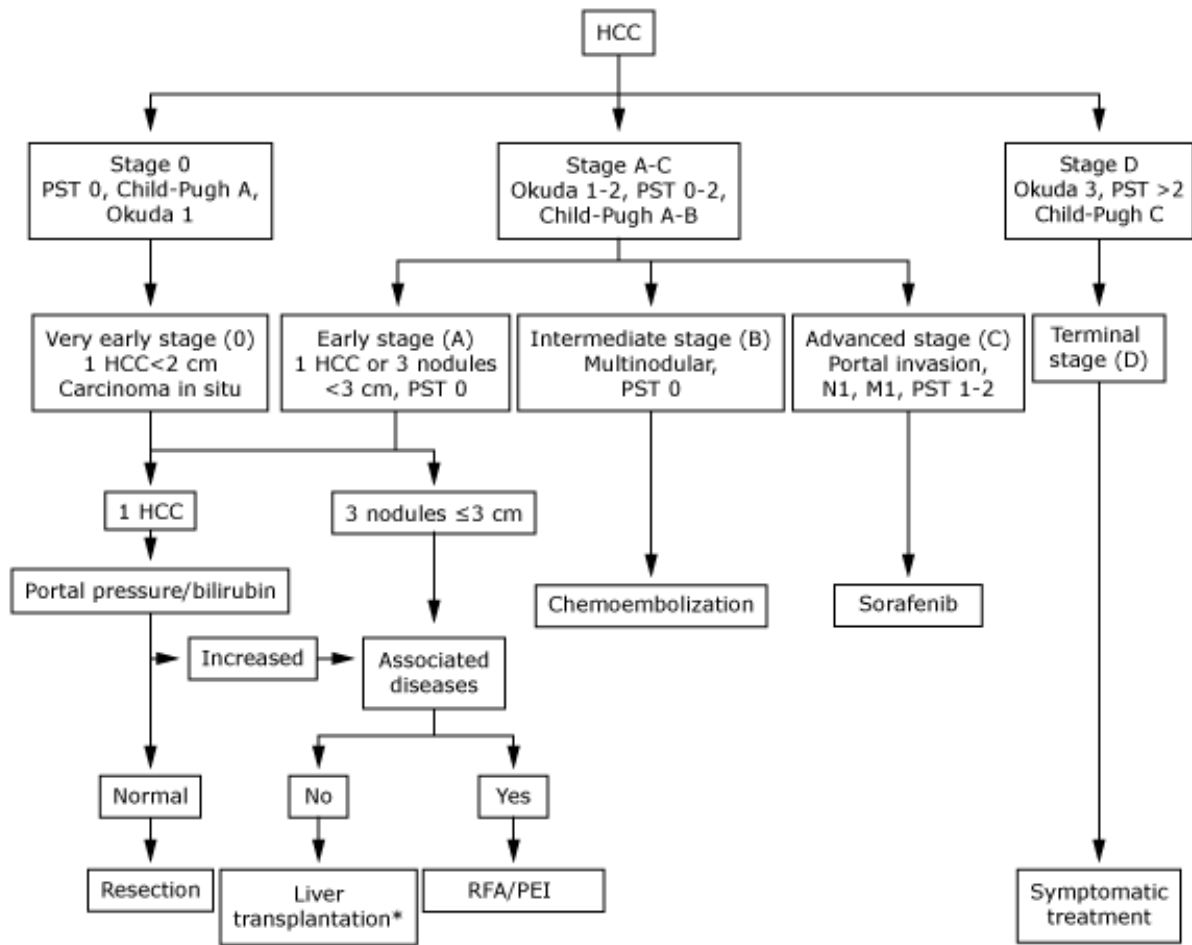 HCC
Stage 0
PST 0, Child-Pugh A,
Okuda 1
Stage A-C
Okuda 1-2, PST 0-2,
Child-Pugh A-B
Stage D
Okuda 3, PST >2
Child-Pugh C
Very early stage (0)
1 HCC<2 cm
Carcinoma in situ
Early stage (A)
1 HCC or 3 nodules
<3 cm, PST 0
Intermediate stage (B)
Multinodular,
PST 0
Advanced stage (C)
Portal invasion,
N1, M1, PST 1-2
Terminal
stage (D)
1 HCC
3 nodules ≤3 cm
Portal pressure/bilirubin
Chemoembolization
Sorafenib
Increased
Associated
diseases
Normal
No
Yes
Resection
Liver
transplantation*
RFA/PEI
Symptomatic
treatment